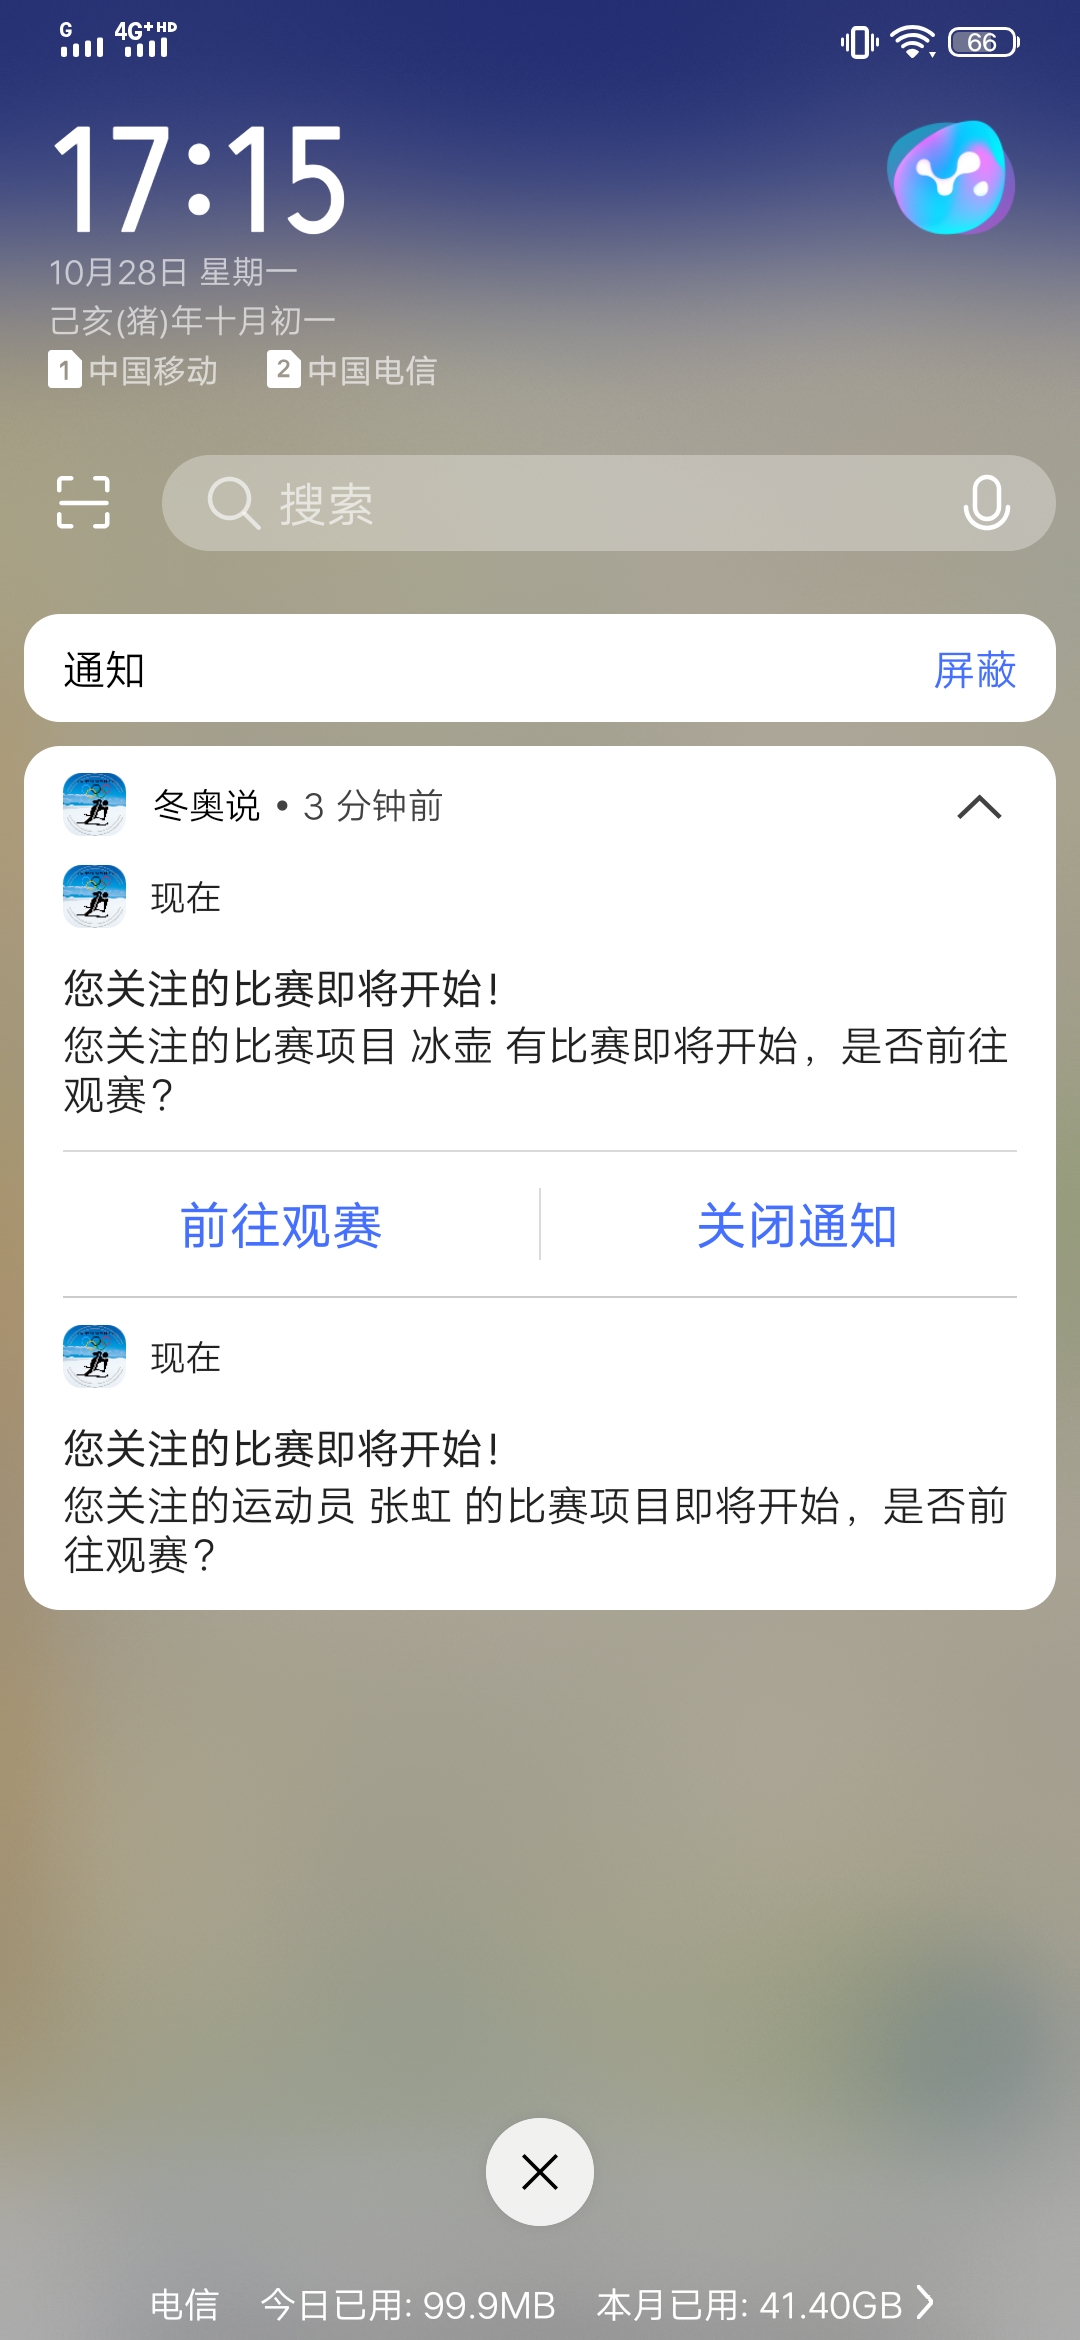 G 4G+HD 66
17:15
10月28日 星期一
己亥(猪)年十月初一
1 中国移动 2 中国电信
搜索
通知 屏蔽
冬奥说 • 3 分钟前
现在
您关注的比赛即将开始!
您关注的比赛项目 冰壶 有比赛即将开始，是否前往
观赛?
前往观赛 关闭通知
现在
您关注的比赛即将开始!
您关注的运动员 张虹 的比赛项目即将开始，是否前
往观赛?
电信 今日已用: 99.9MB 本月已用: 41.40GB